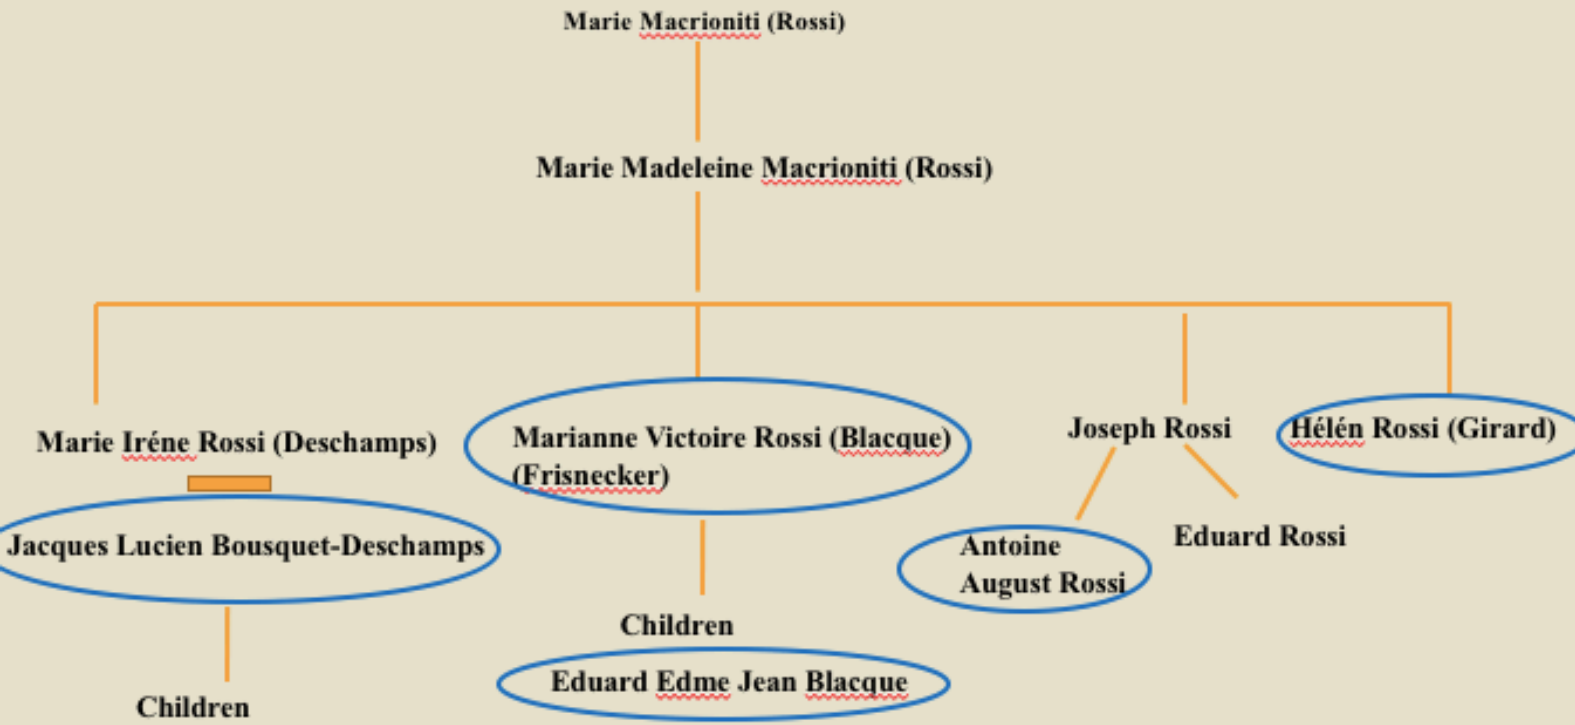 Marie Macrioniti (Rossi)
Marie Madeleine Macrioniti (Rossi)
Marie Iréne Rossi (Deschamps)
Jacques Lucien Bousquet-Deschamps
Children
Marianne Victoire Rossi (Blacque)
(Frisnecker)
Children
Eduard Edme Jean Blacque
Joseph Rossi
Antoine
August Rossi
Eduard Rossi
Hélén Rossi (Girard)